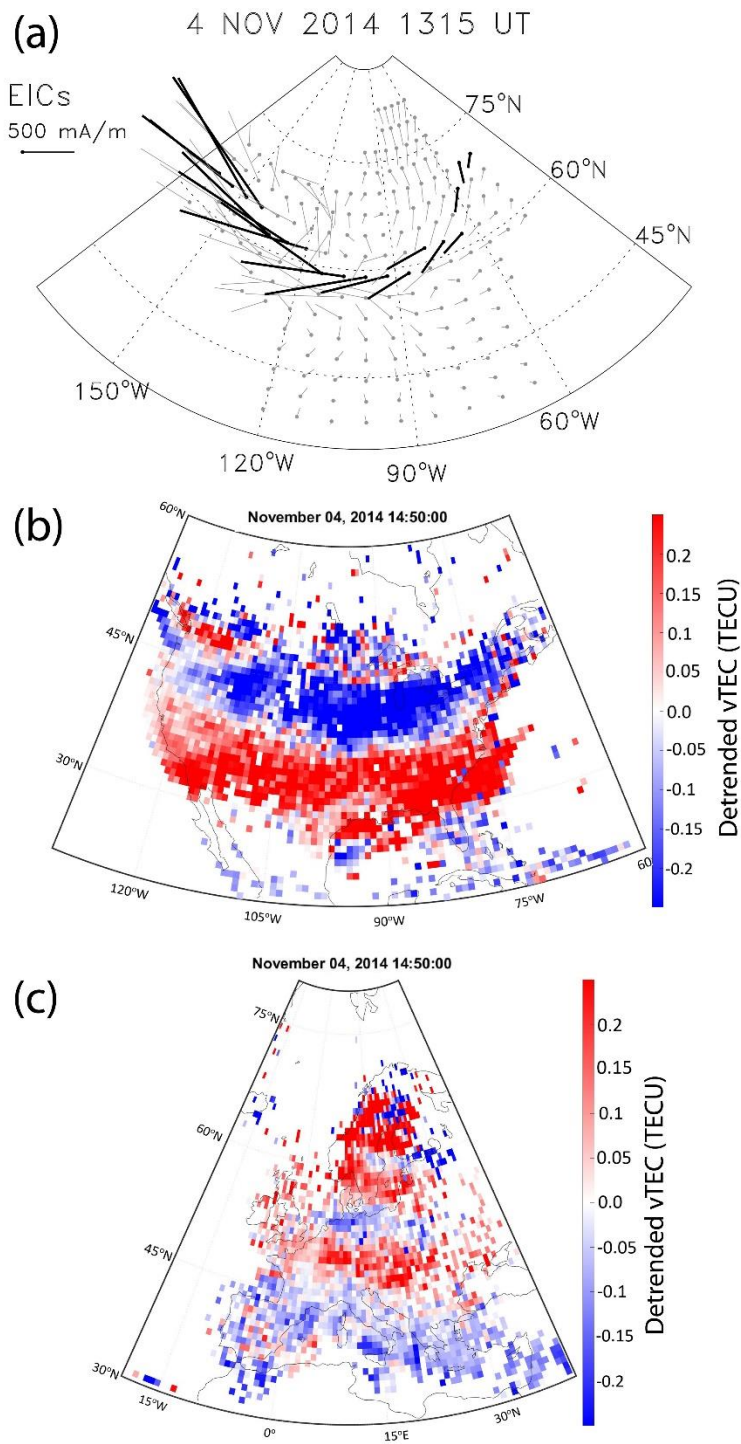 (a)
4 NOV 2014 1315 UT
EICs
500 mA/m
75°N
60°N
45°N
150°W
120°W
90°W
60°W
(b)
November 04, 2014 14:50:00
60°N
45°N
30°N
120°W
105°W
90°W
75°W
60
0.2
0.15
0.1
0.05
0.0
-0.05
-0.1
-0.15
-0.2
Detrended vTEC (TECU)
(c)
November 04, 2014 14:50:00
75°N
60°N
45°N
30°N
15°W
0°
15°E
30°N
0.2
0.15
0.1
0.05
0.0
-0.05
-0.1
-0.15
-0.2
Detrended vTEC (TECU)